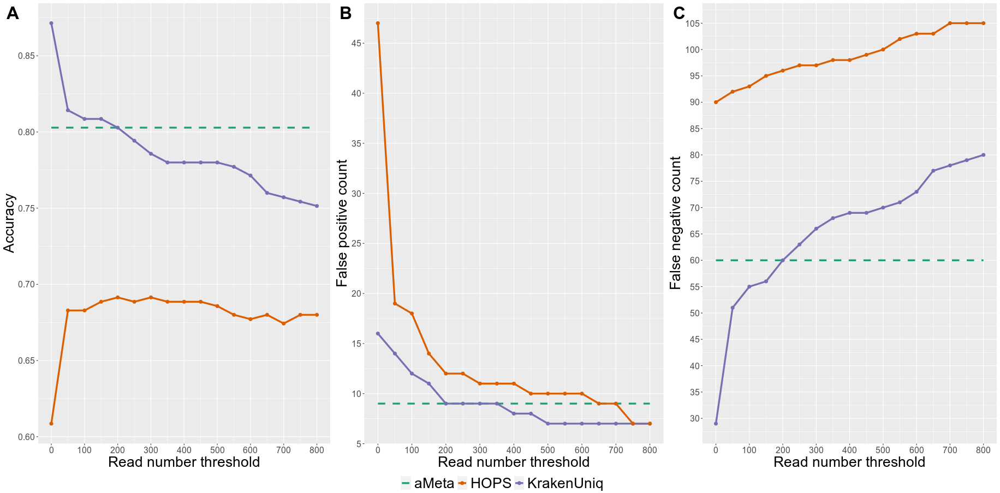 A
Accuracy
0.85
0.80
0.75
0.70
0.65
0.60
0 100 200 300 400 500 600 700 800
Read number threshold
B
False positive count
45
40
35
30
25
20
15
10
5
0 100 200 300 400 500 600 700 800
Read number threshold
C
False negative count
105
100
95
90
85
80
75
70
65
60
55
50
45
40
35
30
0 100 200 300 400 500 600 700 800
Read number threshold
aMeta HOPS KrakenUniq